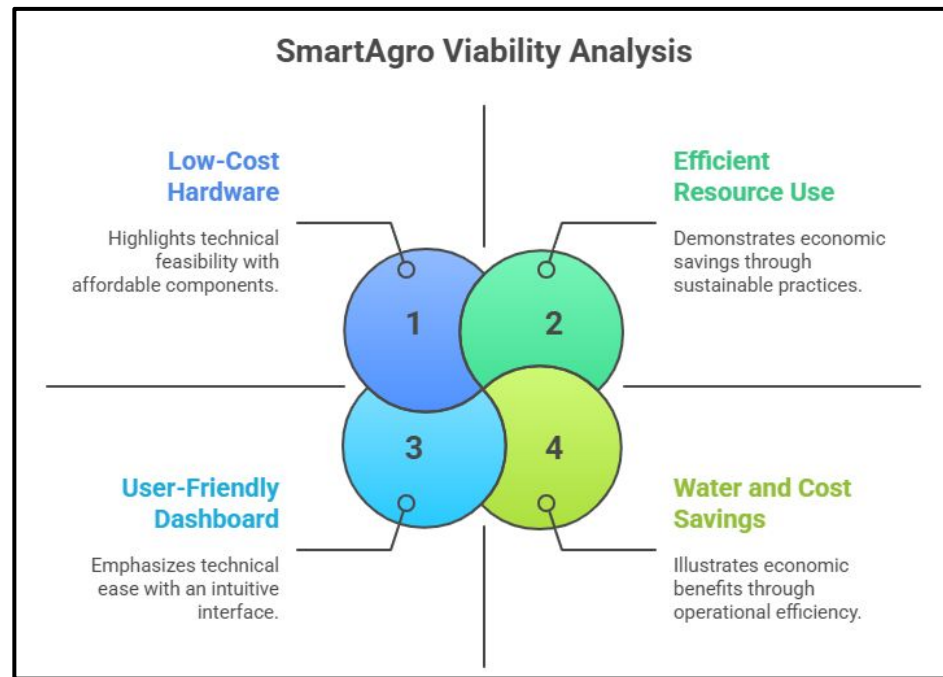 SmartAgro Viability Analysis
Low-Cost
Hardware
Highlights technical
feasibility with
affordable components.
Efficient
Resource Use
Demonstrates economic
savings through
sustainable practices.
1
2
3
4
User-Friendly
Dashboard
Emphasizes technical
ease with an intuitive
interface.
Water and Cost
Savings
Illustrates economic
benefits through
operational efficiency.